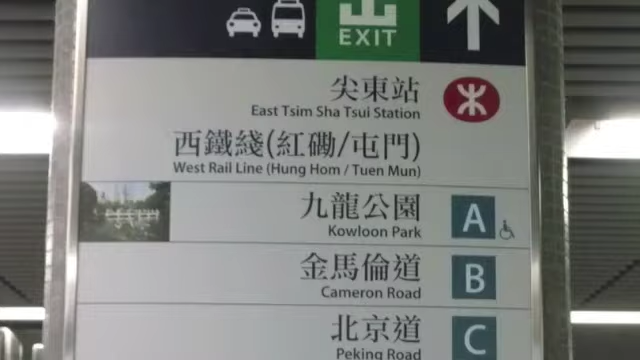 EXIT
尖東站
East Tsim Sha Tsui Station
西鐵綫(紅磡/屯門)
West Rail Line (Hung Hom / Tuen Mun)
九龍公園
Kowloon Park
A
金馬倫道
Cameron Road
B
北京道
Peking Road
C